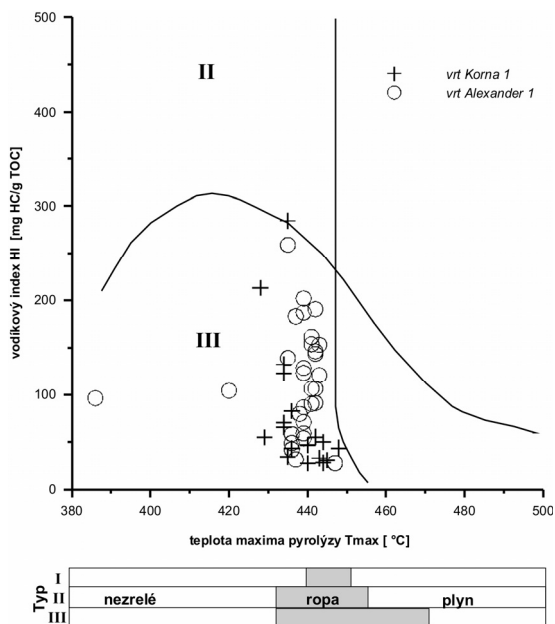 500
400
300
200
100
0
vodíkový index HI [mg HC/g TOC]
II
III
vrt Korna 1
vrt Alexander 1
380 400 420 440 460 480 500
teplota maxima pyrolýzy Tmax [ °C]
Typ
I
II nezrelé ropa plyn
III